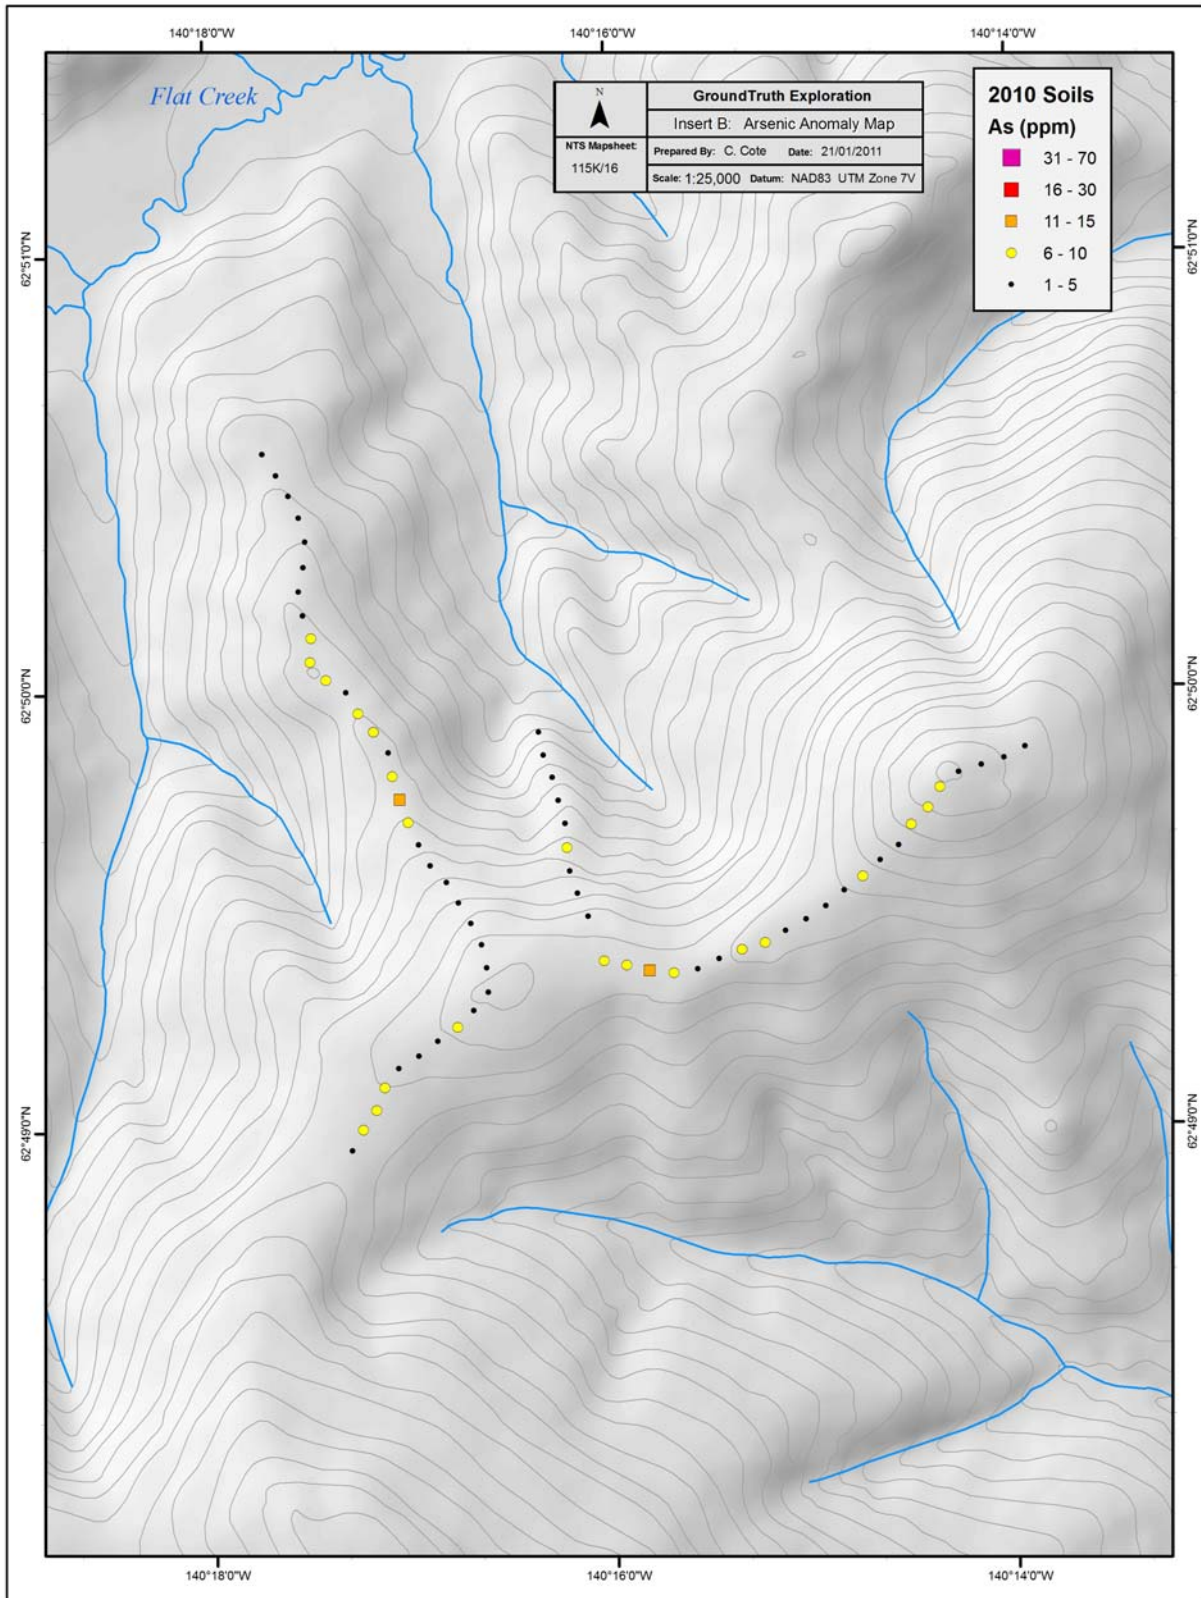 140°18'0"W
140°16'0"W
140°14'0"W
Flat Creek
N
NTS Mapsheet:
115K/16
GroundTruth Exploration
Insert B: Arsenic Anomaly Map
Prepared By: C. Cote Date: 21/01/2011
Scale: 1:25,000 Datum: NAD83 UTM Zone 7V
2010 Soils
As (ppm)
31 - 70
16 - 30
11 - 15
6 - 10
1 - 5
62°51'0"N
62°51'0"N
62°50'0"N
62°50'0"N
62°49'0"N
62°49'0"N
140°18'0"W
140°16'0"W
140°14'0"W